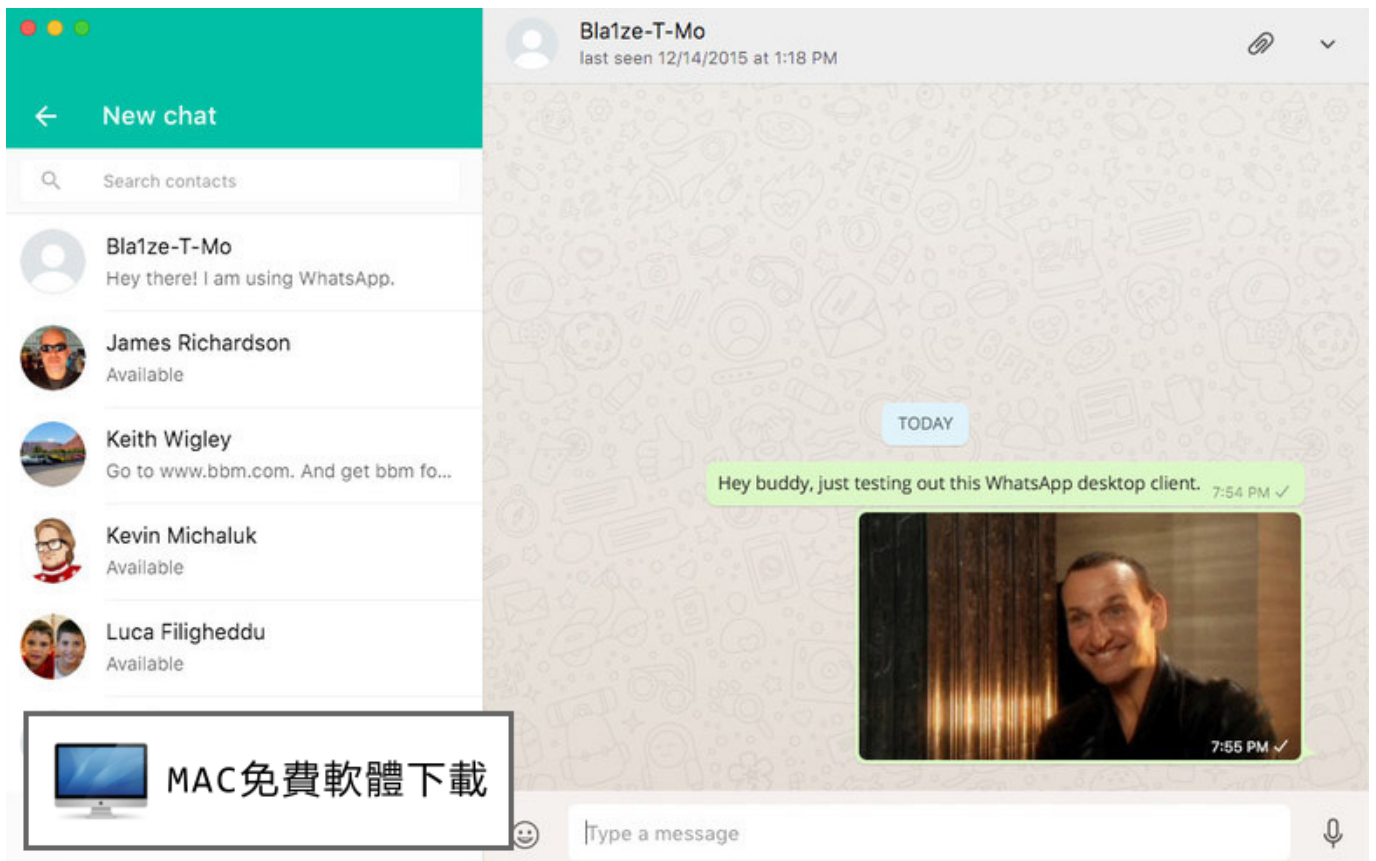 New chat
Search contacts
Bla1ze-T-Mo
Hey there! I am using WhatsApp.
James Richardson
Available
Keith Wigley
Go to www.bbm.com. And get bbm fo...
Kevin Michaluk
Available
Luca Filigheddu
Available
MAC免費軟體下載
Bla1ze-T-Mo
last seen 12/14/2015 at 1:18 PM
TODAY
Hey buddy, just testing out this WhatsApp desktop client. 7:54 PM
7:55 PM
Type a message